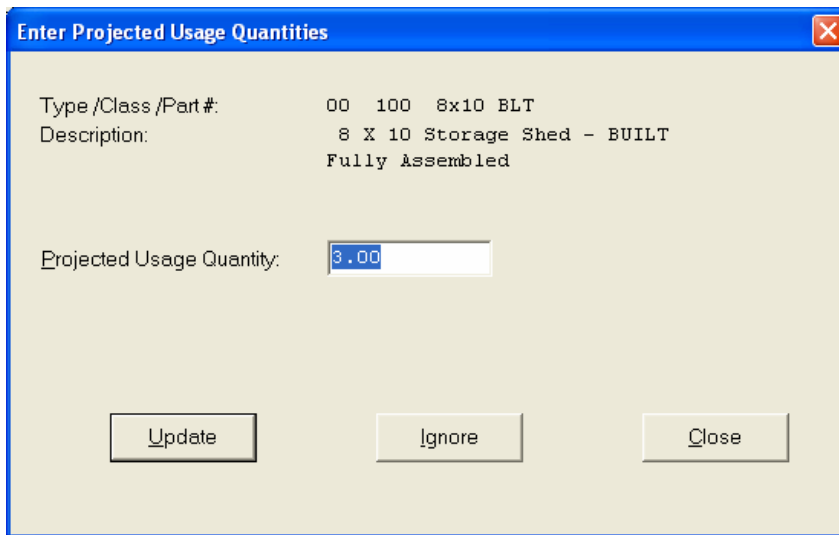 Enter Projected Usage Quantities
Type /Class /Part #: 00 100 8x10 BLT
Description: 8 X 10 Storage Shed - BUILT
Fully Assembled
Projected Usage Quantity: 3.00
Update Ignore Close